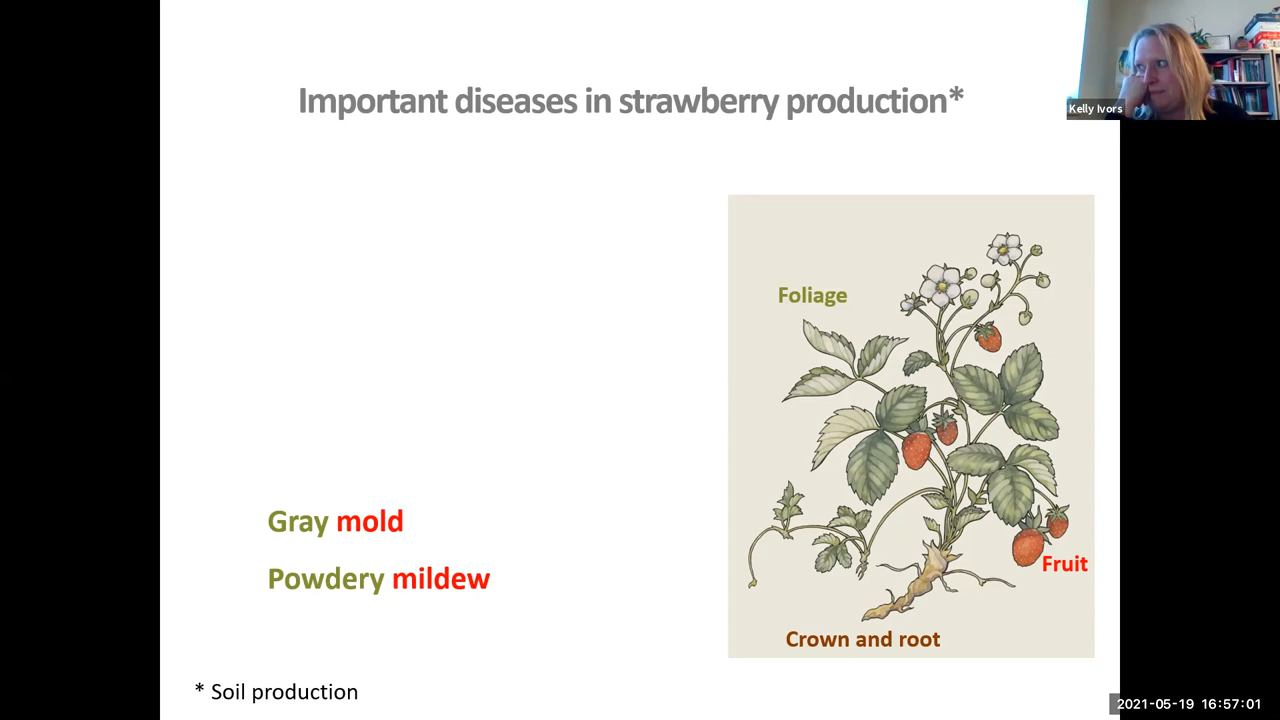 Important diseases in strawberry production*
Kelly Ivors
Foliage
Gray mold
Fruit
Powdery mildew
Crown and root
* Soil production
2021-05-19 16:57:01